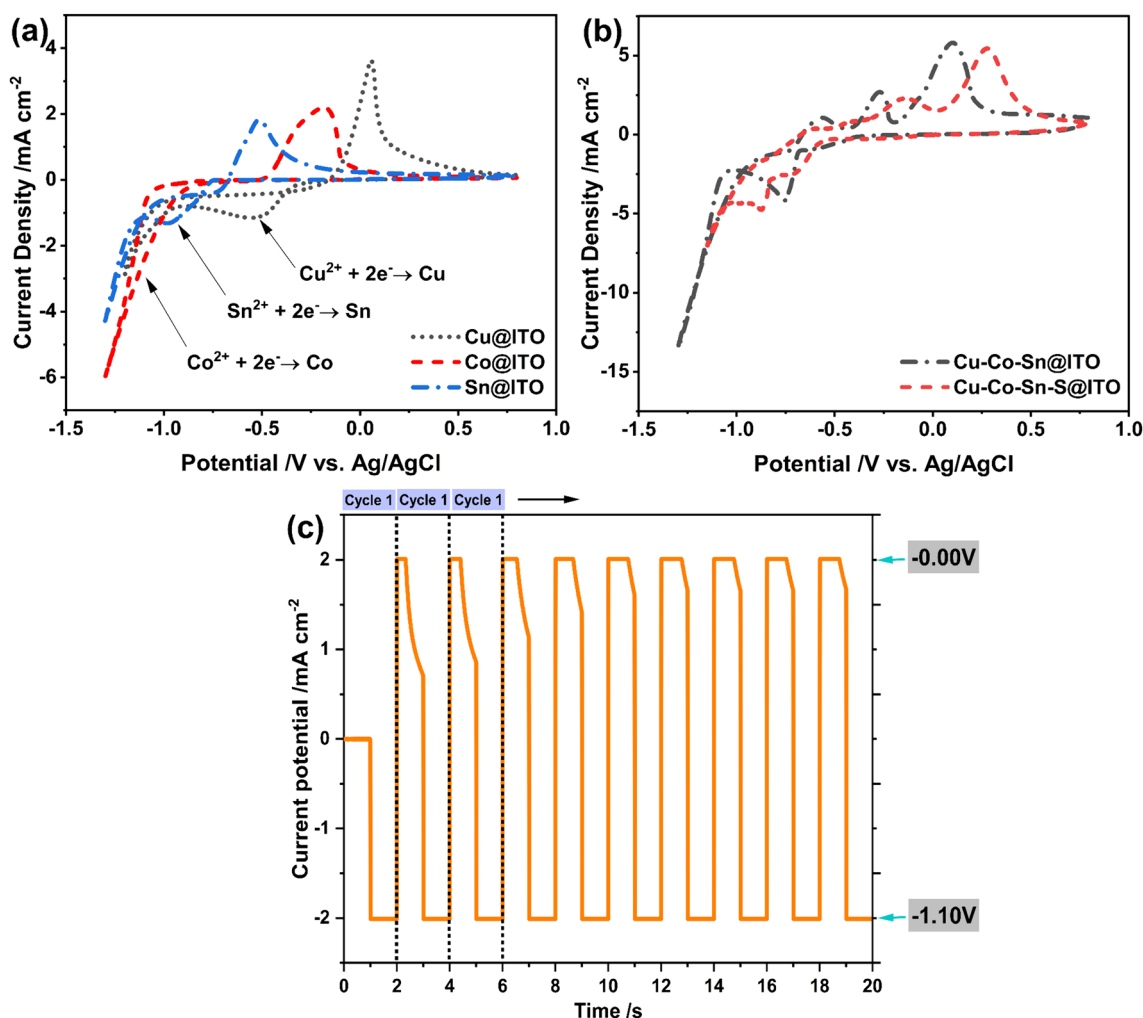 (a)
4
2
0
-2
-4
-6
Current Density /mA cm⁻²
Cu²⁺ + 2e⁻→ Cu
Sn²⁺ + 2e⁻→ Sn
Co²⁺ + 2e⁻→ Co
Cu@ITO
Co@ITO
Sn@ITO
-1.5 -1.0 -0.5 0.0 0.5 1.0
Potential /V vs. Ag/AgCl
(b)
5
0
-5
-10
-15
Current Density /mA cm⁻²
Cu-Co-Sn@ITO
Cu-Co-Sn-S@ITO
-1.5 -1.0 -0.5 0.0 0.5 1.0
Potential /V vs. Ag/AgCl
Cycle 1 Cycle 1 Cycle 1
(c)
2
1
0
-1
-2
Current potential /mA cm⁻²
-0.00V
-1.10V
0 2 4 6 8 10 12 14 16 18 20
Time /s